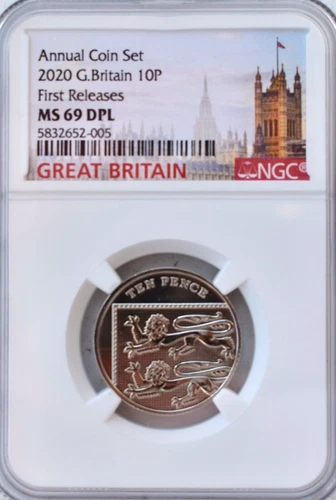 Annual Coin Set
2020 G.Britain 10P
First Releases
MS 69 DPL
5832652-005
GREAT BRITAIN
NGC®
TEN PENCE